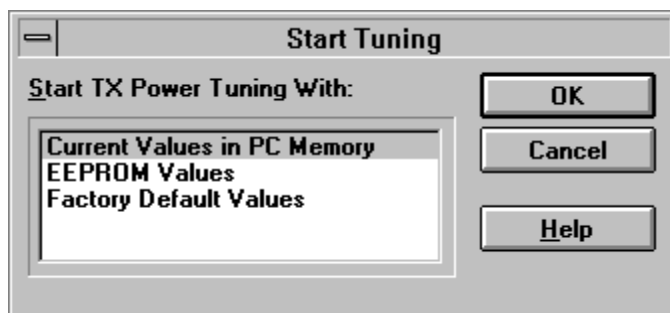 Start Tuning
Start TX Power Tuning With:
Current Values in PC Memory
EEPROM Values
Factory Default Values
OK
Cancel
Help